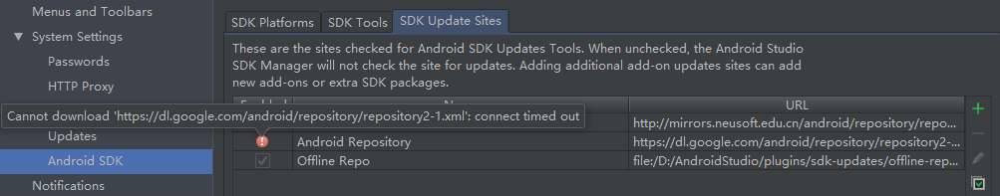 Menus and Toolbars
System Settings
Passwords
HTTP Proxy
Updates
Android SDK
Notifications
SDK Platforms
SDK Tools
SDK Update Sites
These are the sites checked for Android SDK Updates Tools. When unchecked, the Android Studio
SDK Manager will not check the site for updates. Adding additional add-on updates sites can add
new add-ons or extra SDK packages.
URL
Cannot download 'https://dl.google.com/android/repository/repository2-1.xml': connect timed out
http://mirrors.neusoft.edu.cn/android/repository/repo...
Android Repository
https://dl.google.com/android/repository/repository2-...
Offline Repo
file:/D:/AndroidStudio/plugins/sdk-updates/offline-rep...